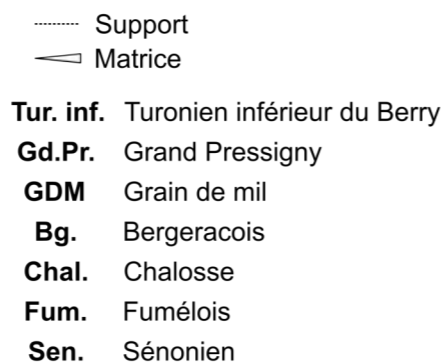 Support
Matrice
Tur. inf. Turonien inférieur du Berry
Gd.Pr. Grand Pressigny
GDM Grain de mil
Bg. Bergeracois
Chal. Chalosse
Fum. Fumélois
Sen. Sénonien